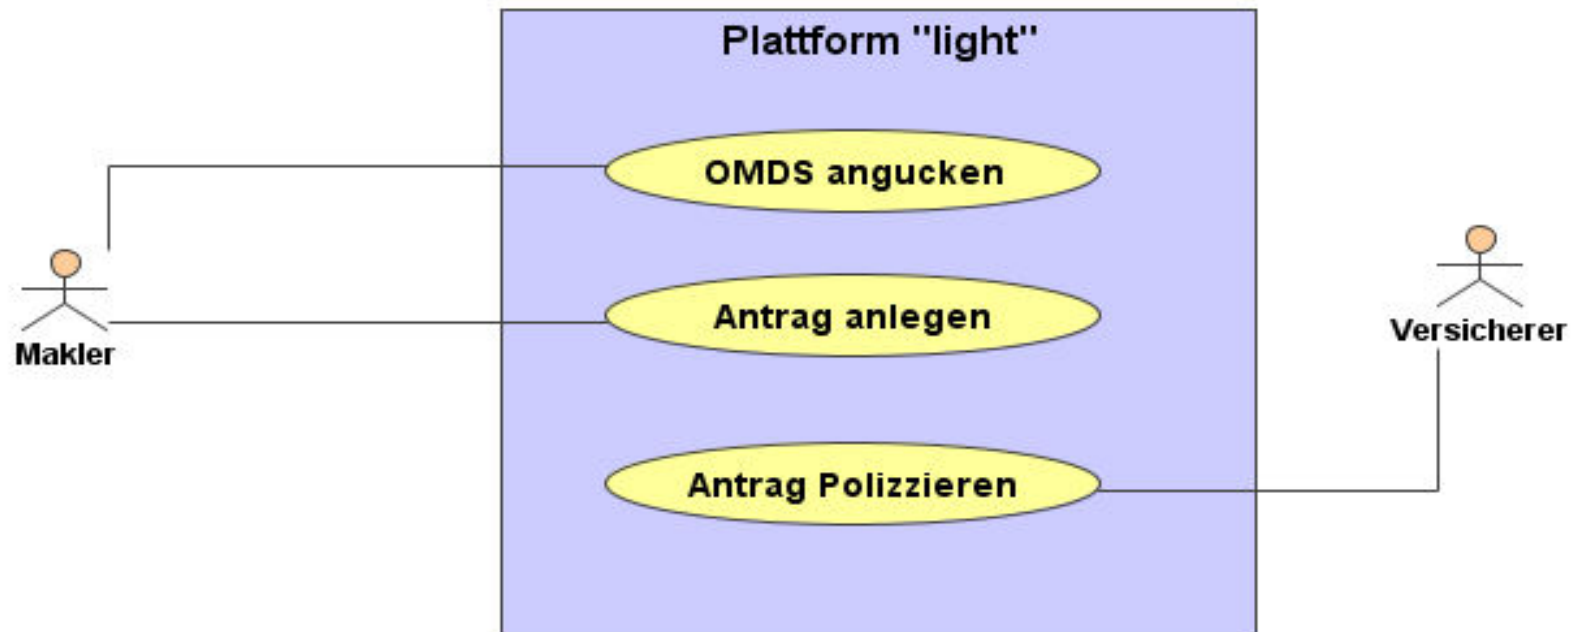 Plattform "light"
OMDS angucken
Antrag anlegen
Makler
Versicherer
Antrag Polizzieren